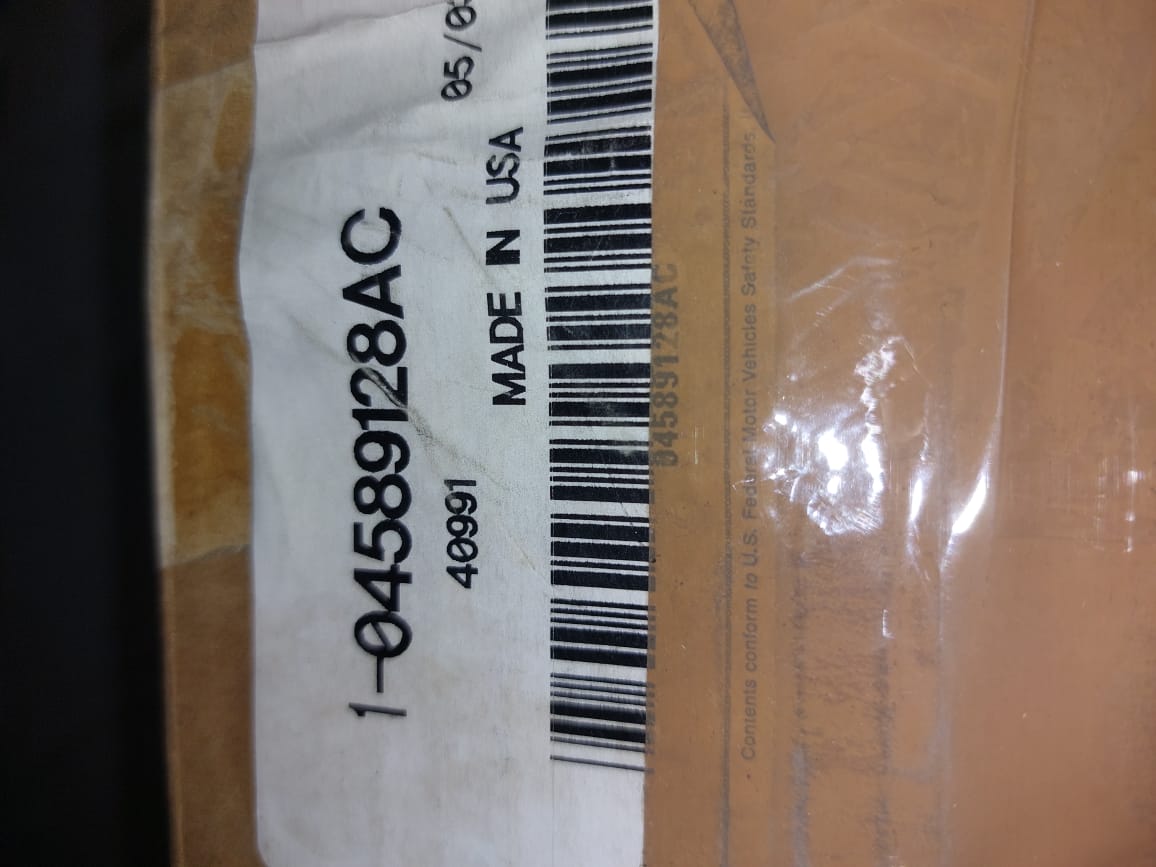 1-04589128AC
40991
05/0
MADE IN USA
04589128AC
Contents conform to U.S. Federal Motor Vehicles Safety Standards.